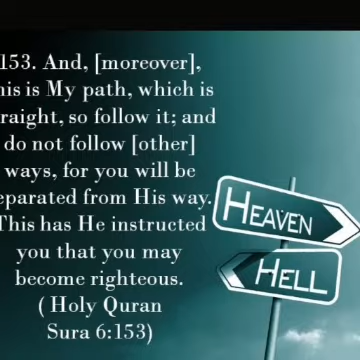 153. And, [moreover],
his is My path, which is
raight, so follow it; and
do not follow [other]
ways, for you will be
eparated from His way.
This has He instructed
you that you may
become righteous.
( Holy Quran
Sura 6:153)
HEAVEN
HELL